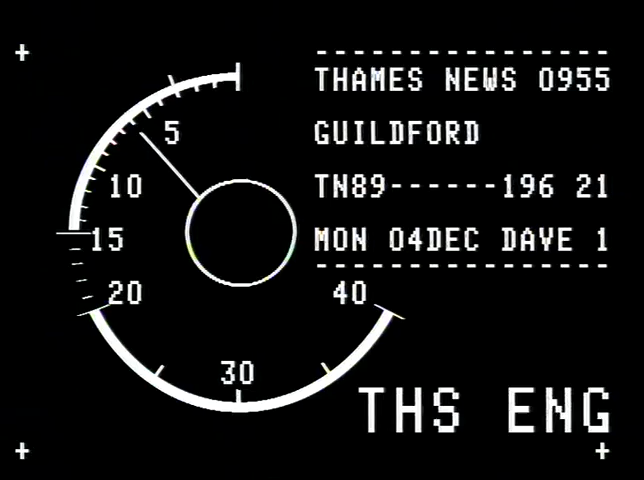 ----------------
THAMES NEWS 0955
GUILDFORD
TN89------196 21
MON 04DEC DAVE 1
----------------
5
10
15
20
30
40
THS ENG